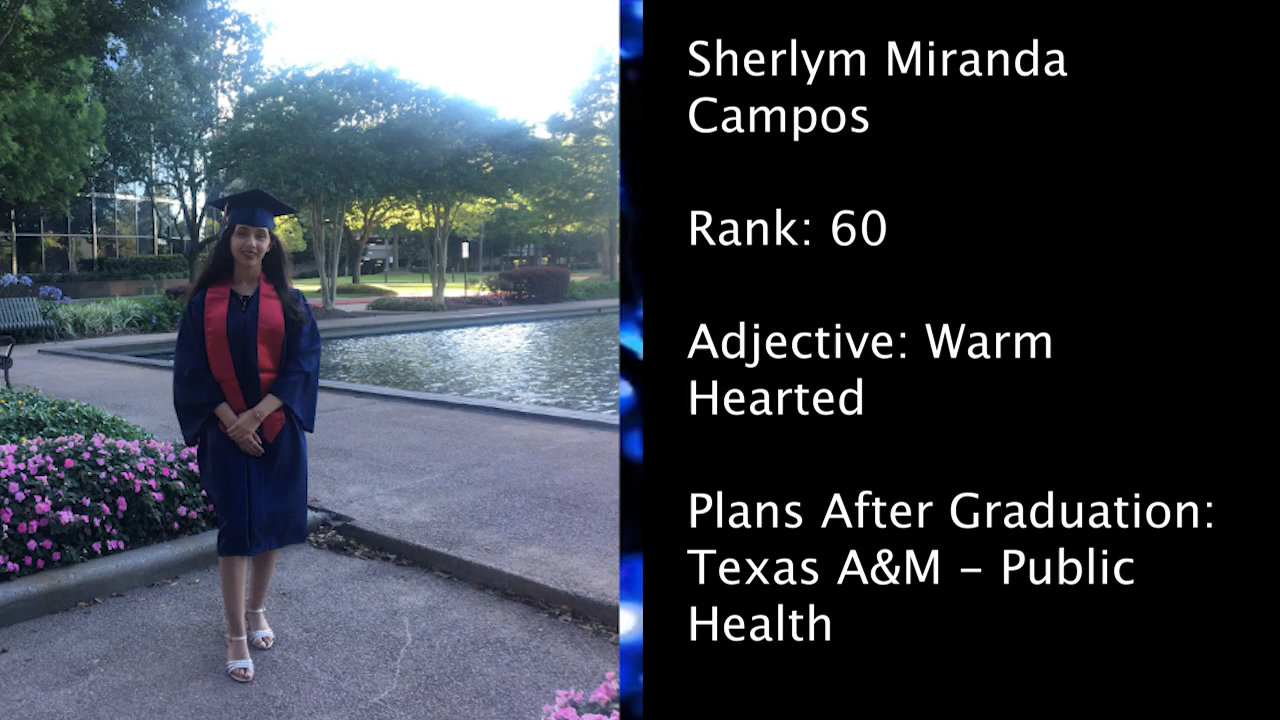 Sherlym Miranda
Campos
Rank: 60
Adjective: Warm
Hearted
Plans After Graduation:
Texas A&M – Public
Health